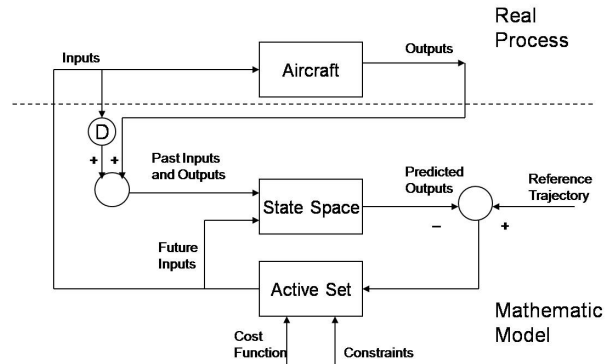 Real
Process
Inputs
Outputs
Aircraft
D
+ +
Past Inputs
and Outputs
Predicted
Outputs
Reference
Trajectory
State Space
− +
Future
Inputs
Active Set
Mathematic
Model
Cost
Function
Constraints